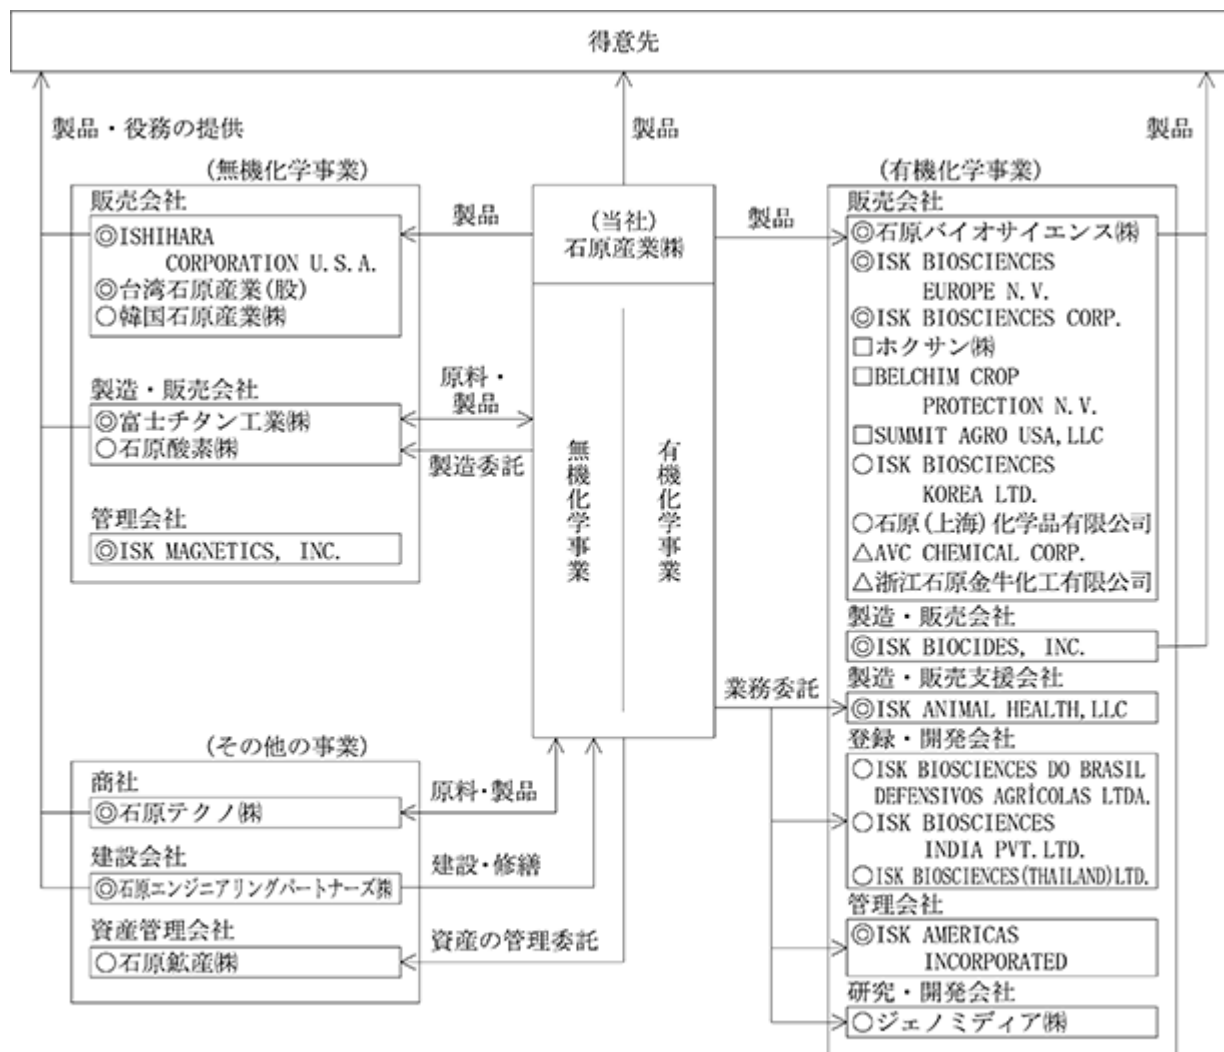 得意先
製品・役務の提供
製品
製品
(無機化学事業)
販売会社
◎ISHIHARA
CORPORATION U.S.A.
◎台湾石原産業(股)
○韓国石原産業㈱
製造・販売会社
◎富士チタン工業㈱
○石原酸素㈱
管理会社
◎ISK MAGNETICS, INC.
製品
原料・
製品
製造委託
(当社)
石原産業㈱
無機化学事業
有機化学事業
製品
業務委託
(有機化学事業)
販売会社
◎石原バイオサイエンス㈱
◎ISK BIOSCIENCES
EUROPE N.V.
◎ISK BIOSCIENCES CORP.
□ホクサン㈱
□BELCHIM CROP
PROTECTION N.V.
□SUMMIT AGRO USA,LLC
○ISK BIOSCIENCES
KOREA LTD.
○石原(上海)化学品有限公司
△AVC CHEMICAL CORP.
△浙江石原金牛化工有限公司
製造・販売会社
◎ISK BIOCIDES, INC.
製造・販売支援会社
◎ISK ANIMAL HEALTH,LLC
登録・開発会社
○ISK BIOSCIENCES DO BRASIL
DEFENSIVOS AGRÍCOLAS LTDA.
○ISK BIOSCIENCES
INDIA PVT.LTD.
○ISK BIOSCIENCES(THAILAND)LTD.
管理会社
◎ISK AMERICAS
INCORPORATED
研究・開発会社
○ジェノミディア㈱
(その他の事業)
商社
◎石原テクノ㈱
建設会社
◎石原エンジニアリングパートナーズ㈱
資産管理会社
○石原鉱産㈱
原料・製品
建設・修繕
資産の管理委託